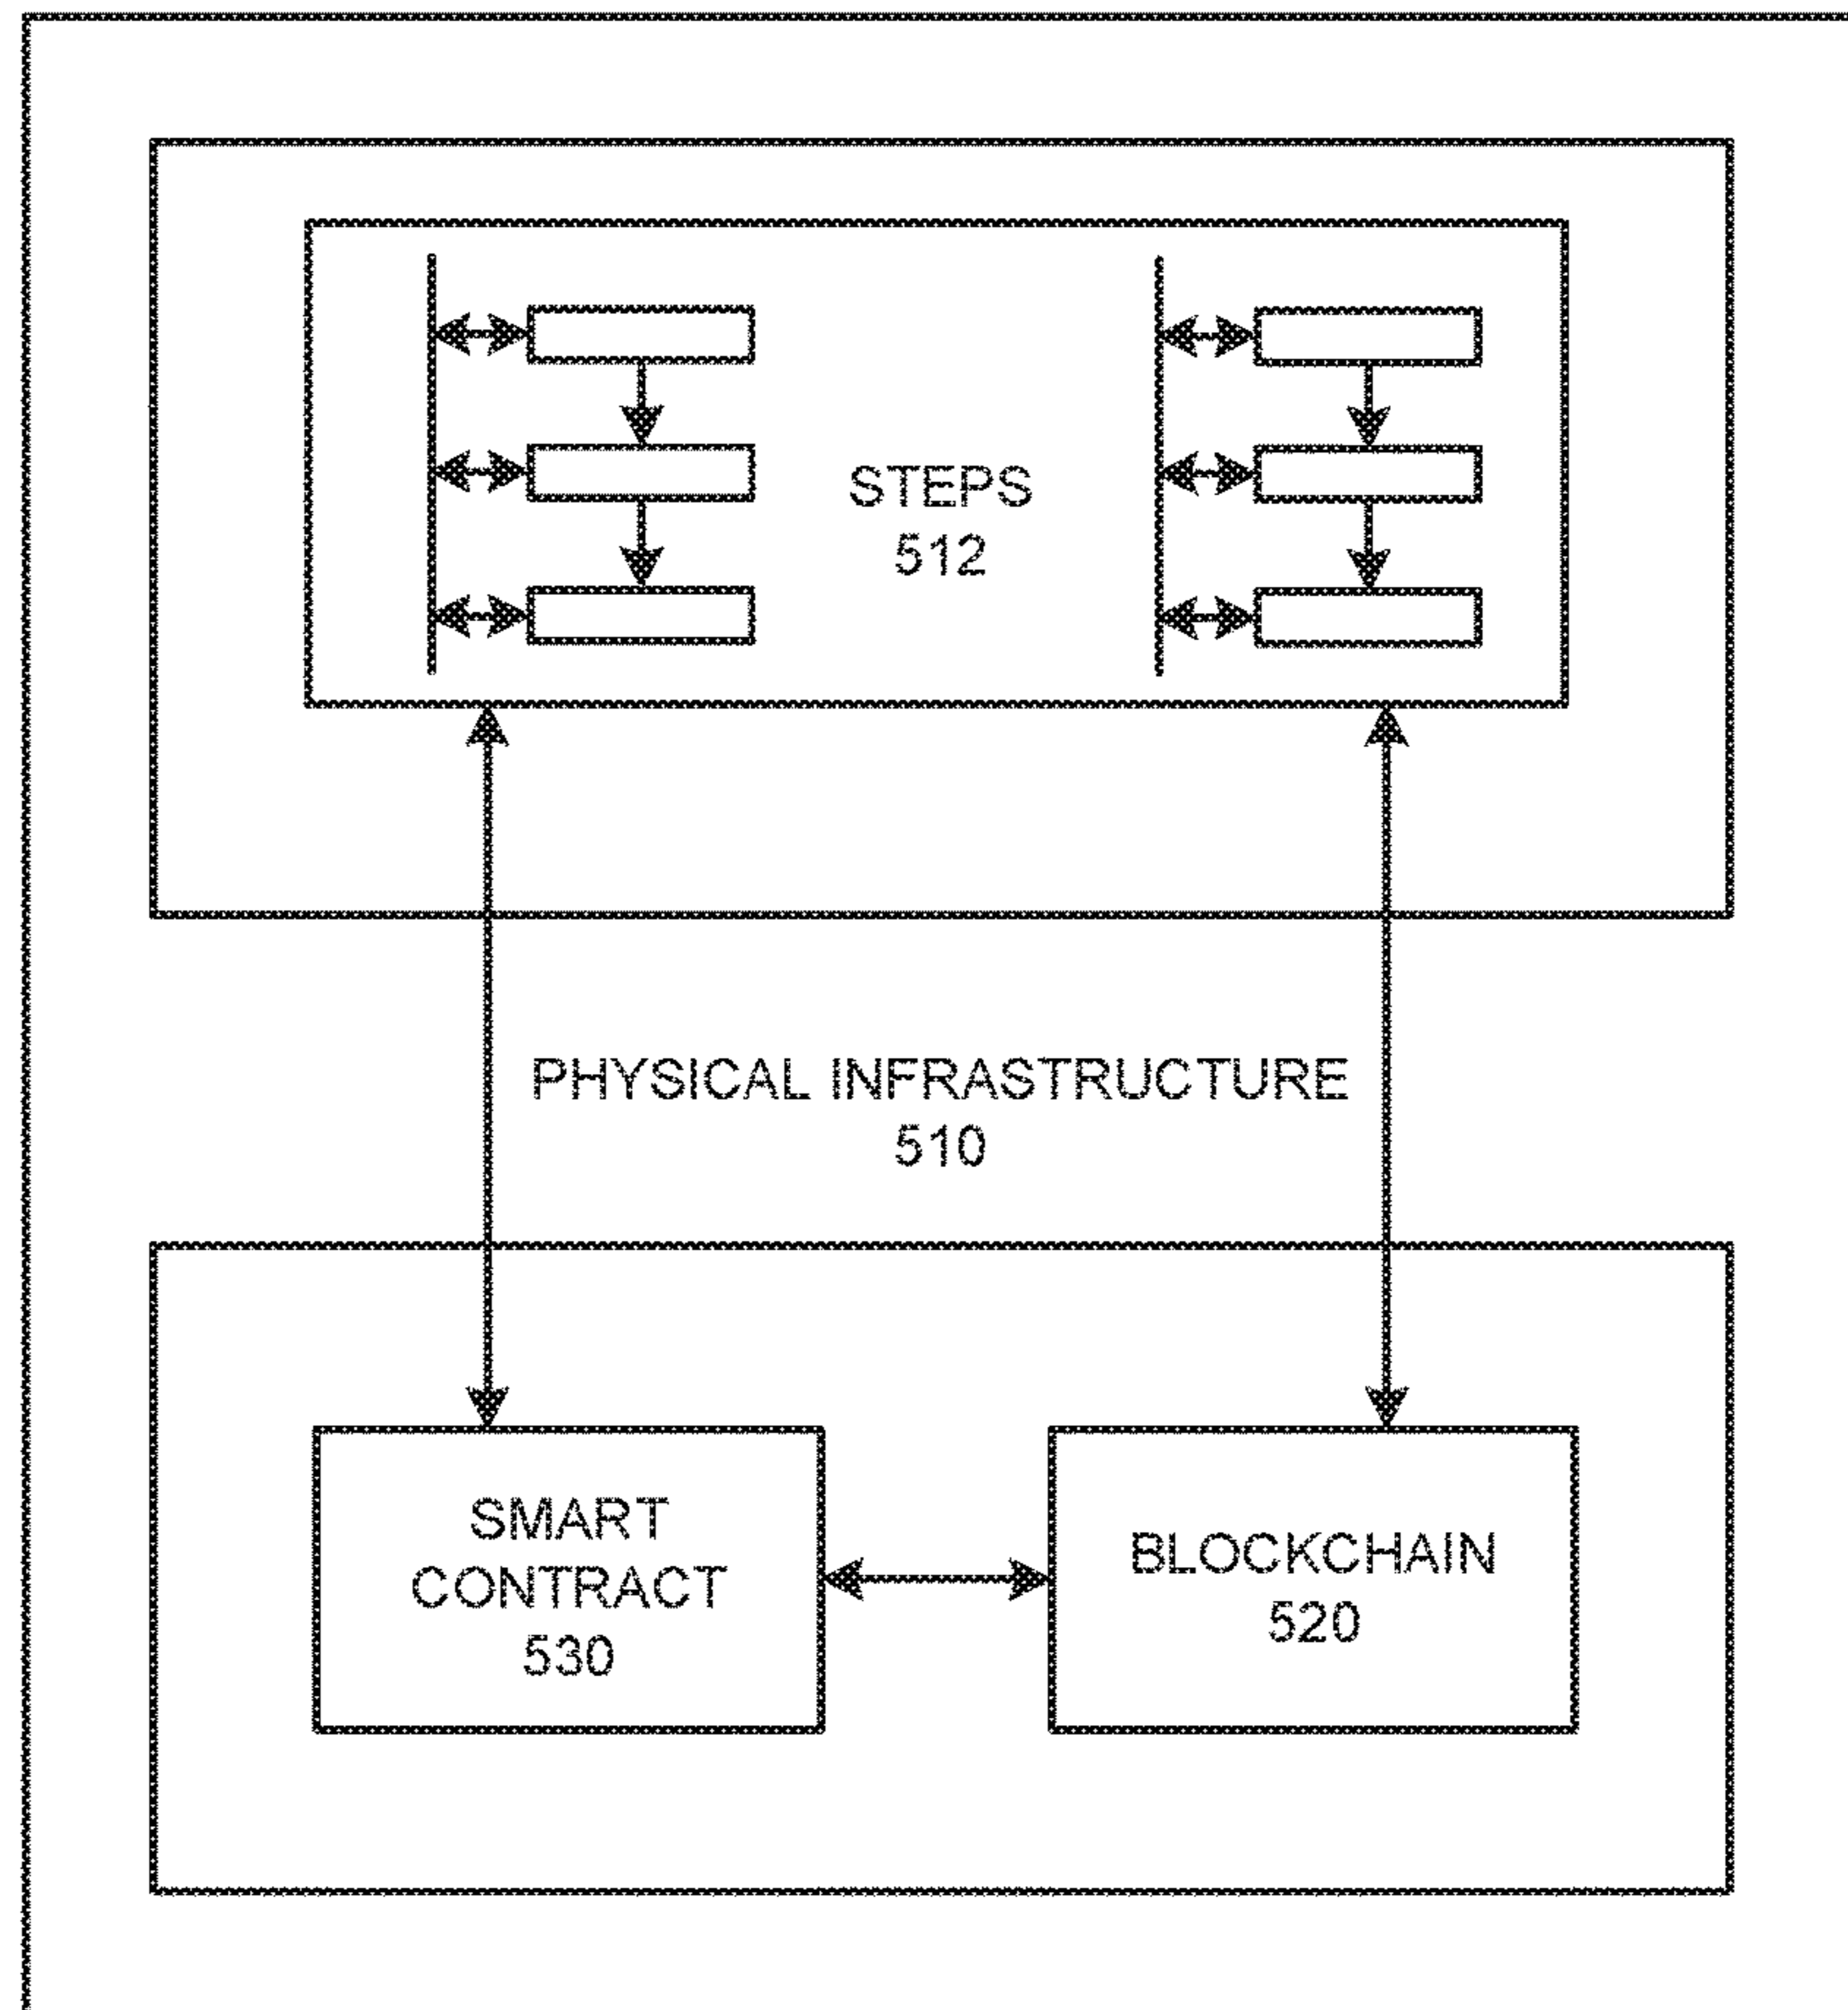 STEPS
512
PHYSICAL INFRASTRUCTURE
510
SMART
CONTRACT
530
BLOCKCHAIN
520